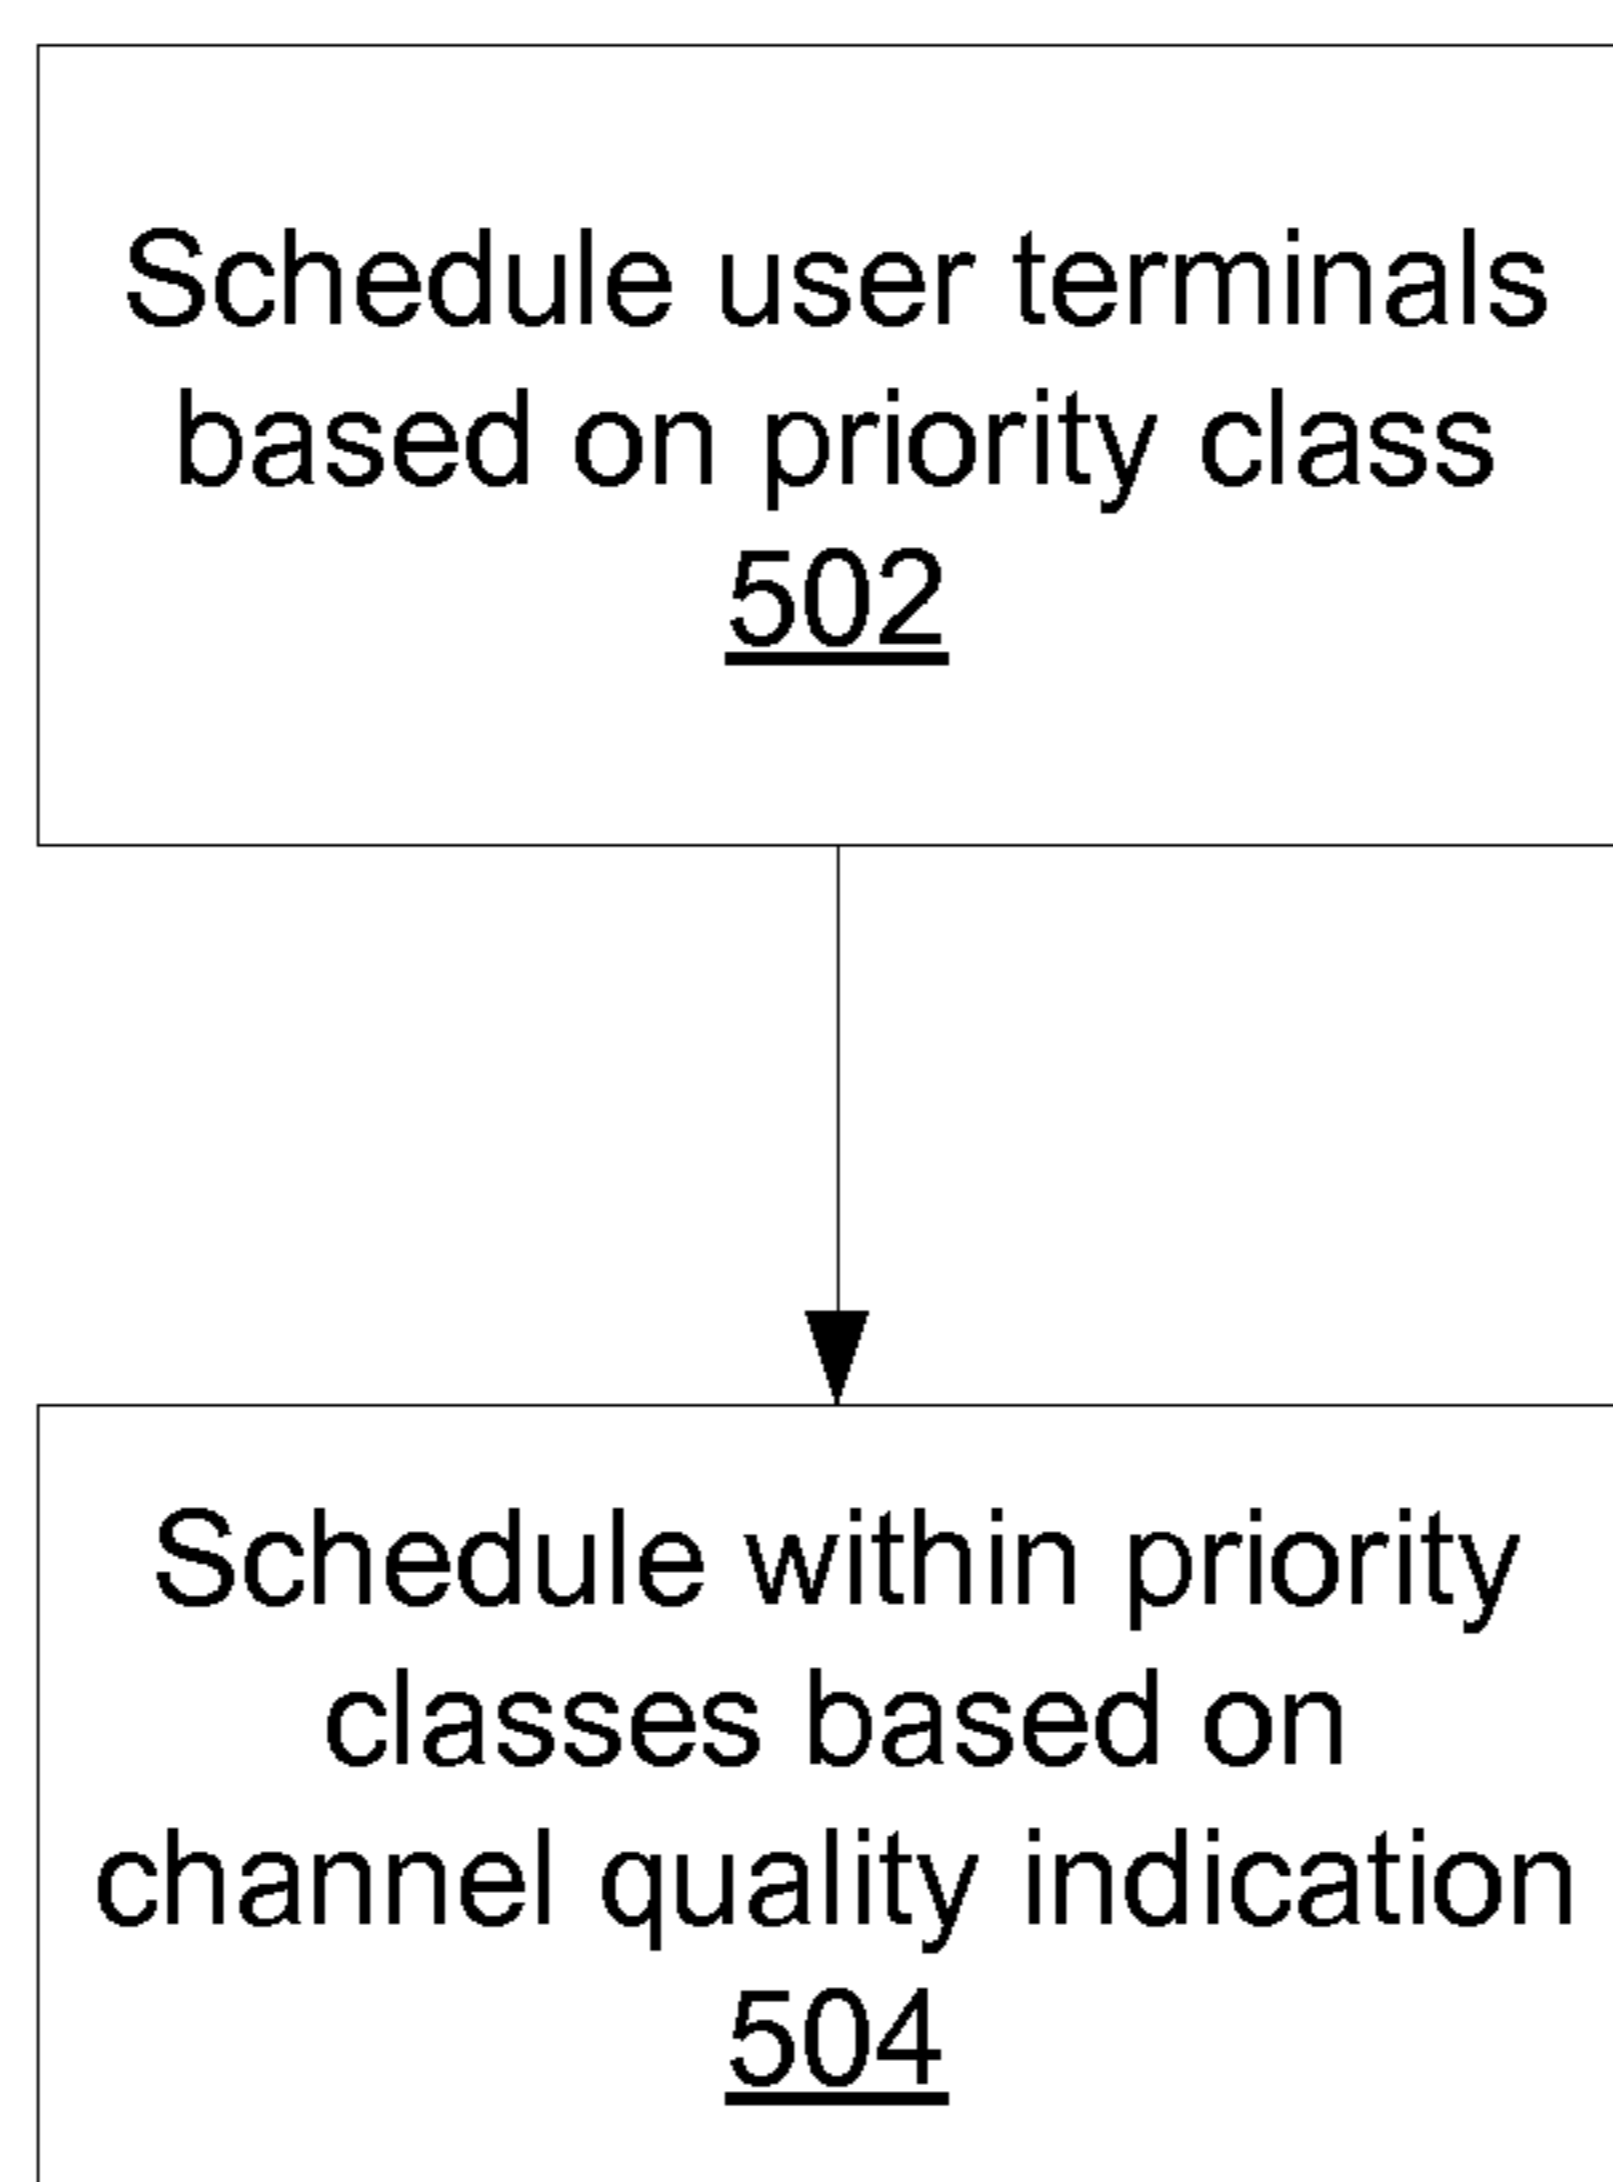 Schedule user terminals
based on priority class
502
Schedule within priority
classes based on
channel quality indication
504